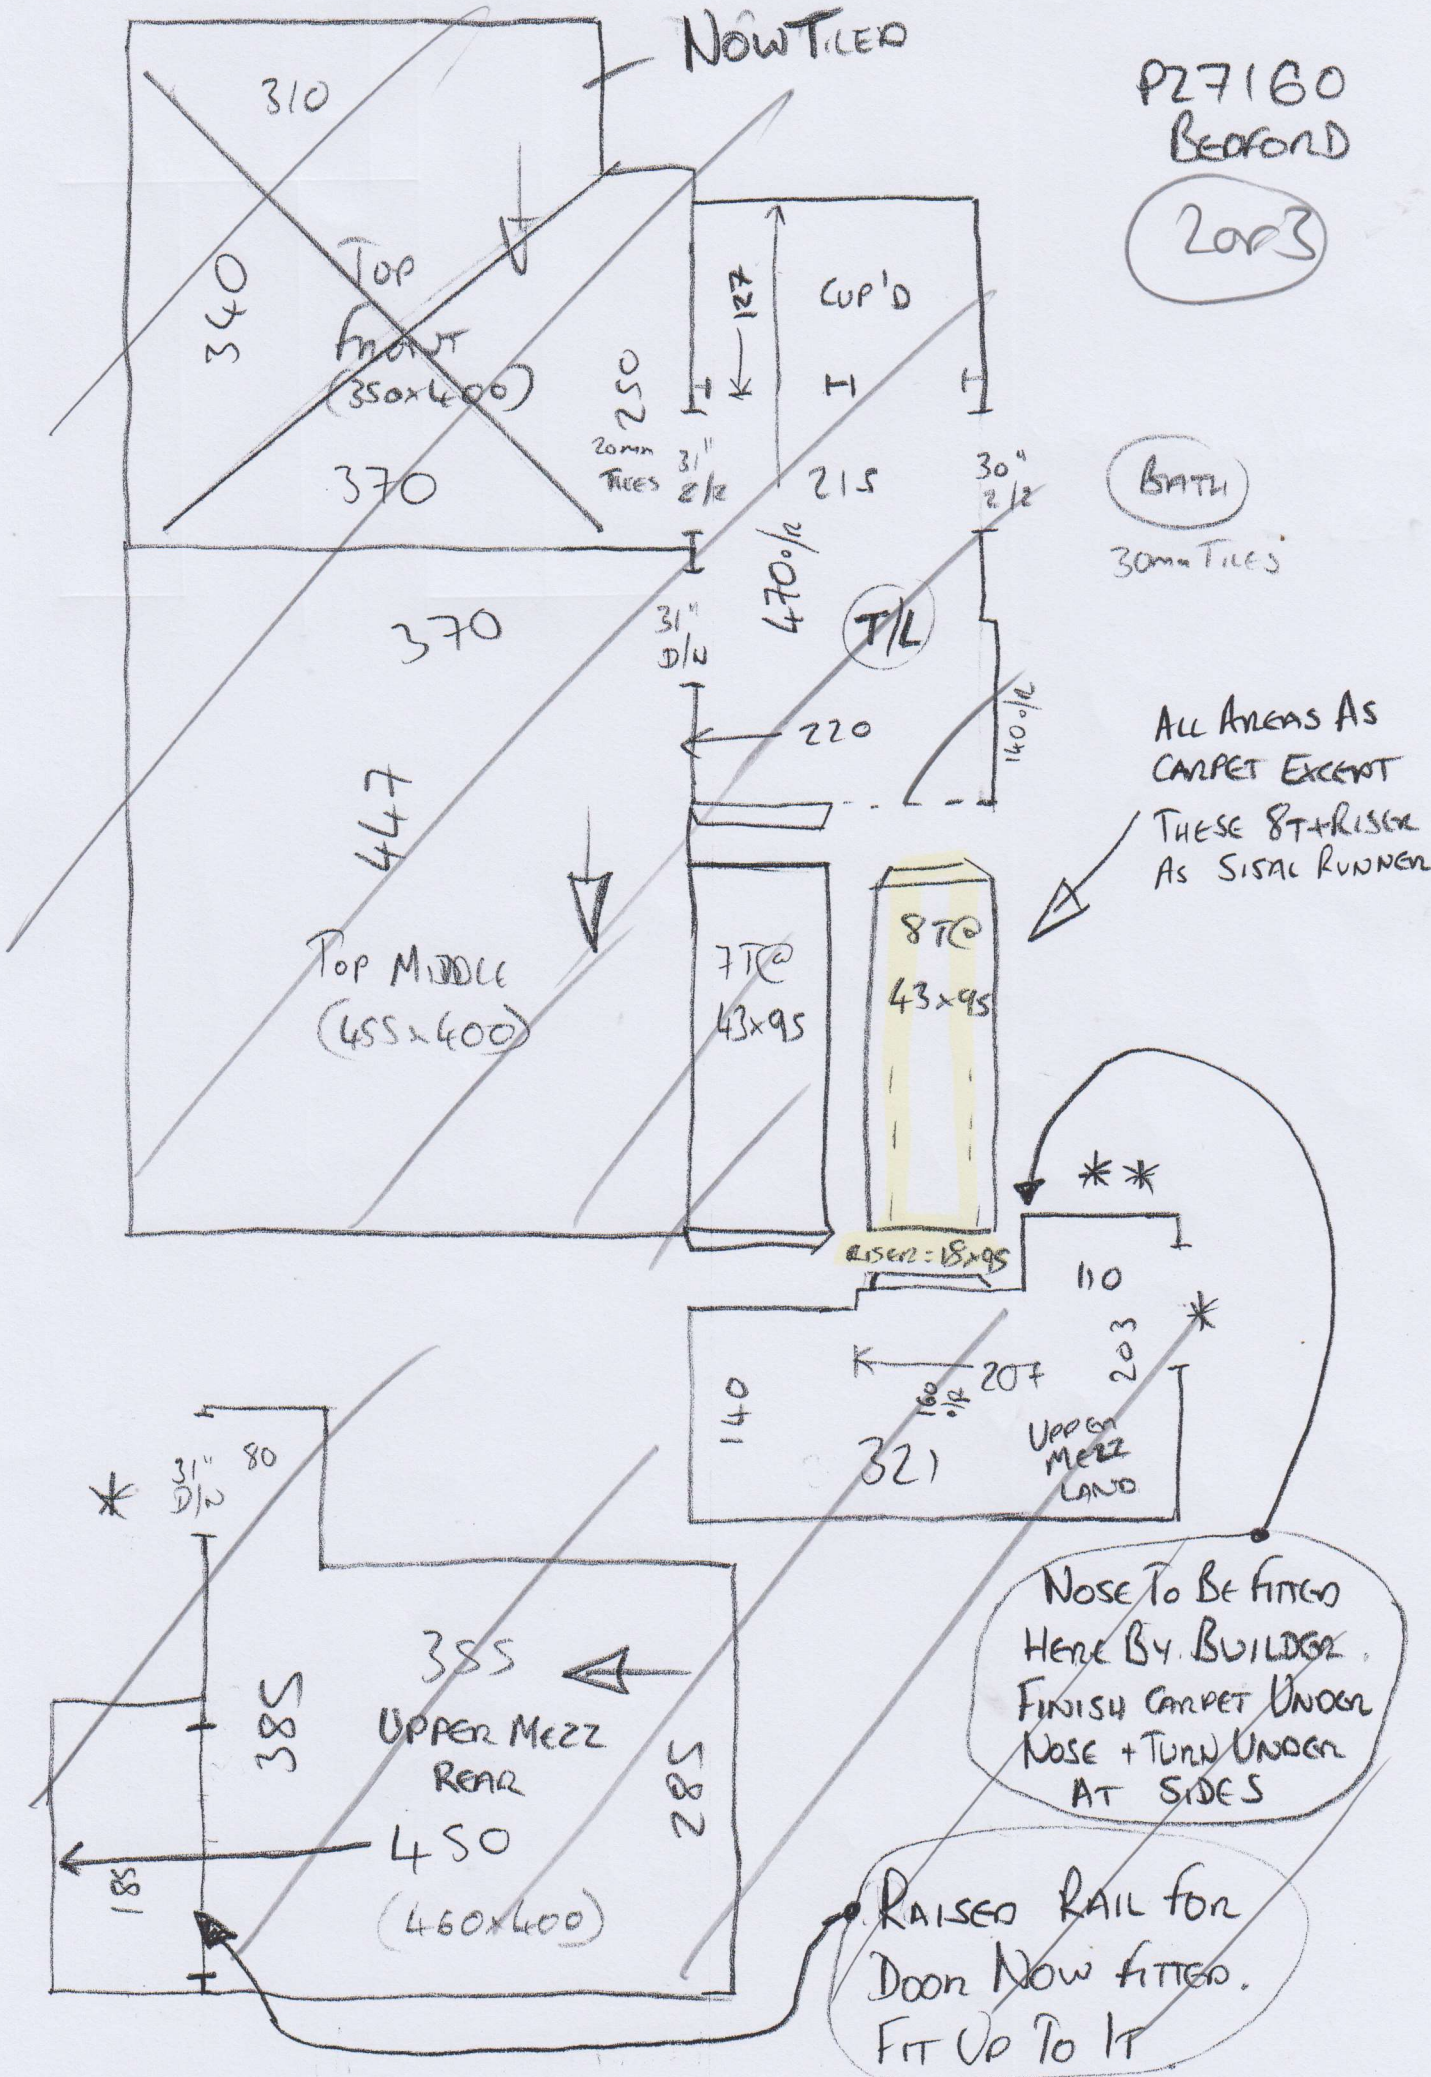 NOW TILED
P27160
BEDFORD
2 OF 3
310
340
TOP
FRONT
(350x400)
370
250
20mm
TILES
127
CUP'D
31"
Z/R
215
30"
Z/R
BATH
30mm TILES
470 o/R
T/L
370
31"
D/N
220
140 o/R
447
ALL AREAS AS
CARPET EXCEPT
THESE 8T+RISER
AS SISAL RUNNER
TOP MIDDLE
(455x400)
7T@
43x95
8T@
43x95
RISER=18x95
**
110
*
203
207
160
o/R
140
321
UPPER
MEZZ
LAND
*
31"
D/N
80
385
355
UPPER MEZZ
REAR
450
(460x400)
285
185
NOSE TO BE FITTED
HERE BY BUILDER.
FINISH CARPET UNDER
NOSE + TURN UNDER
AT SIDES
RAISED RAIL FOR
DOOR NOW FITTED.
FIT UP TO IT